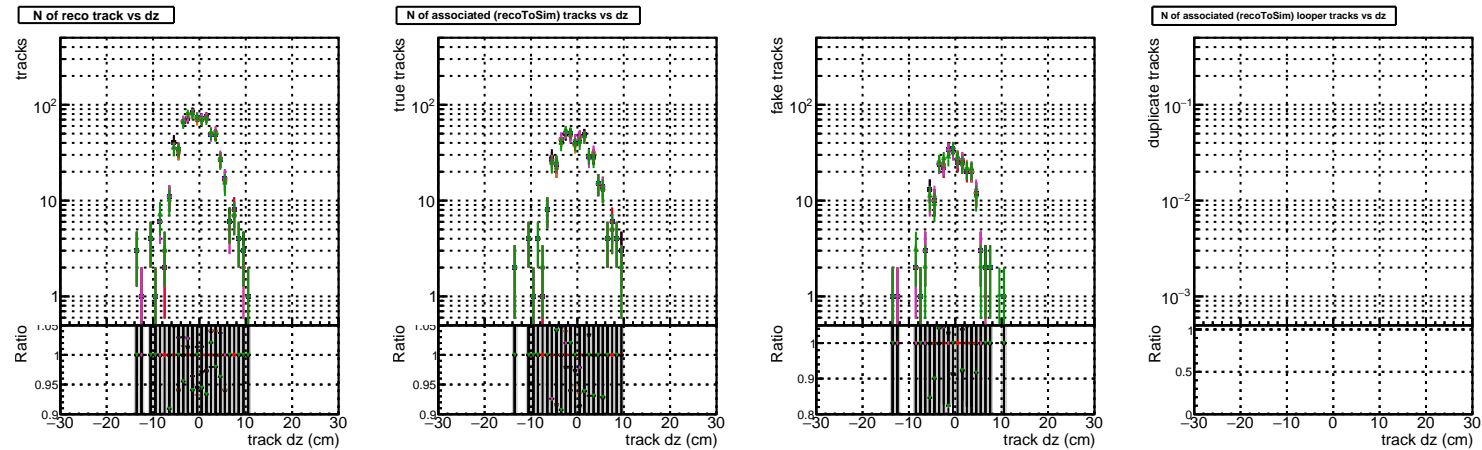 N of reco track vs dz
tracks
10²
10
1
Ratio
1.05
1
0.95
0.9
−30 −20 −10 0 10 20 30
track dz (cm)
N of associated (recoToSim) tracks vs dz
true tracks
10²
10
1
Ratio
1.05
1
0.95
0.9
−30 −20 −10 0 10 20 30
track dz (cm)
fake tracks
10²
10
1
Ratio
1
0.9
0.8
−30 −20 −10 0 10 20 30
track dz (cm)
N of associated (recoToSim) looper tracks vs dz
duplicate tracks
10⁻¹
10⁻²
10⁻³
Ratio
1
0.5
0
−30 −20 −10 0 10 20 30
track dz (cm)